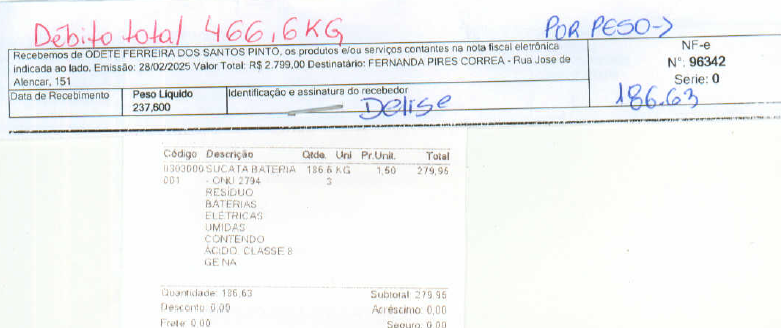 Débito total 466,6KG
POR PESO->
Recebemos de ODETE FERREIRA DOS SANTOS PINTO, os produtos e/ou serviços contantes na nota fiscal eletrônica
indicada ao lado. Emissão: 28/02/2025 Valor Total: R$ 2.799,00 Destinatário: FERNANDA PIRES CORREA - Rua Jose de
Alencar, 151
NF-e
N°: 96342
Serie: 0
Data de Recebimento
Peso Líquido
237,600
Identificação e assinatura do recebedor
Delise
186.63
Código Descrição Qtde. Uni Pr.Unit. Total
0303000 SUCATA BATERIA 186.6 KG 1,50 279,95
001 - ONU 2794 3
RESIDUO
BATERIAS
ELÉTRICAS
UMIDAS
CONTENDO
ÁCIDO. CLASSE 8
GE NA
Quantidade: 186,63 Subtotal: 279,95
Desconto: 0,00 Acréscimo: 0,00
Frete: 0,00 Seguro: 0,00